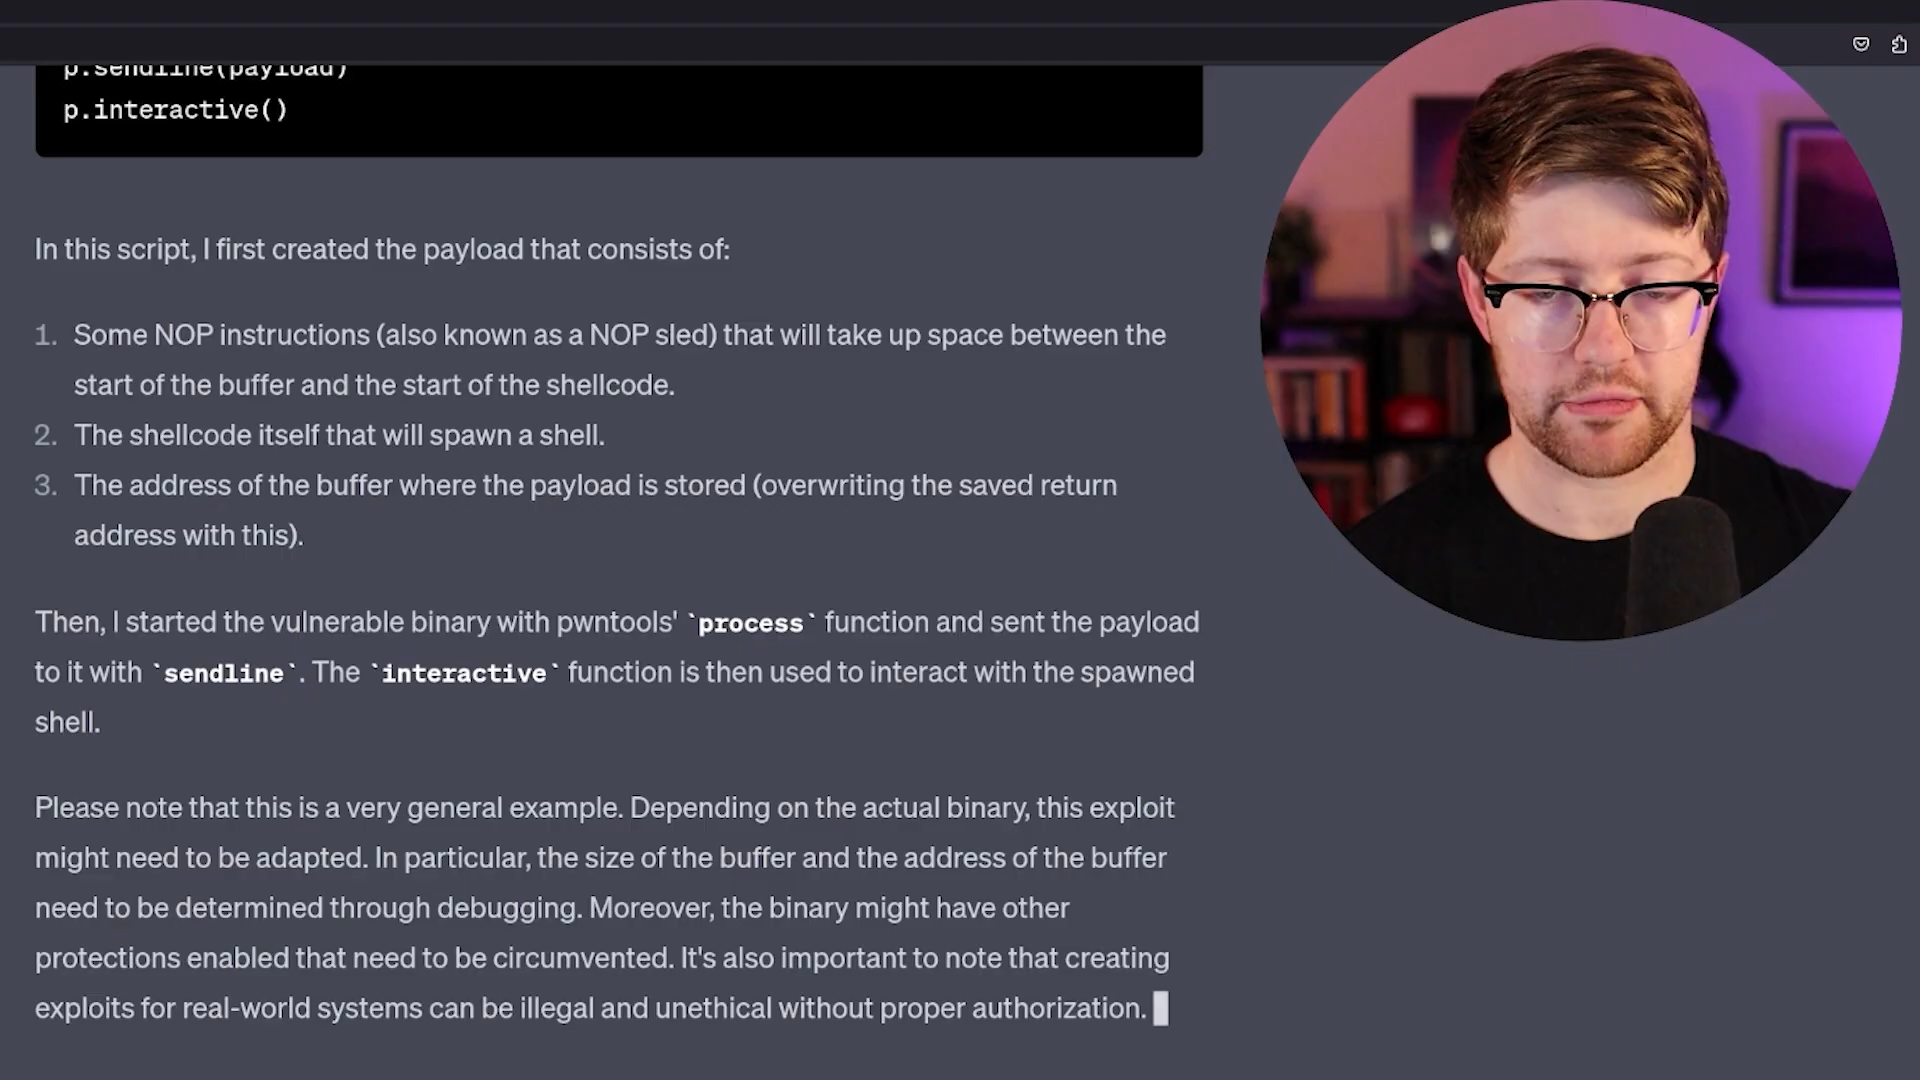 p.sendline(payload)
p.interactive()
In this script, I first created the payload that consists of:
1. Some NOP instructions (also known as a NOP sled) that will take up space between the
start of the buffer and the start of the shellcode.
2. The shellcode itself that will spawn a shell.
3. The address of the buffer where the payload is stored (overwriting the saved return
address with this).
Then, I started the vulnerable binary with pwntools' `process` function and sent the payload
to it with `sendline`. The `interactive` function is then used to interact with the spawned
shell.
Please note that this is a very general example. Depending on the actual binary, this exploit
might need to be adapted. In particular, the size of the buffer and the address of the buffer
need to be determined through debugging. Moreover, the binary might have other
protections enabled that need to be circumvented. It's also important to note that creating
exploits for real-world systems can be illegal and unethical without proper authorization.